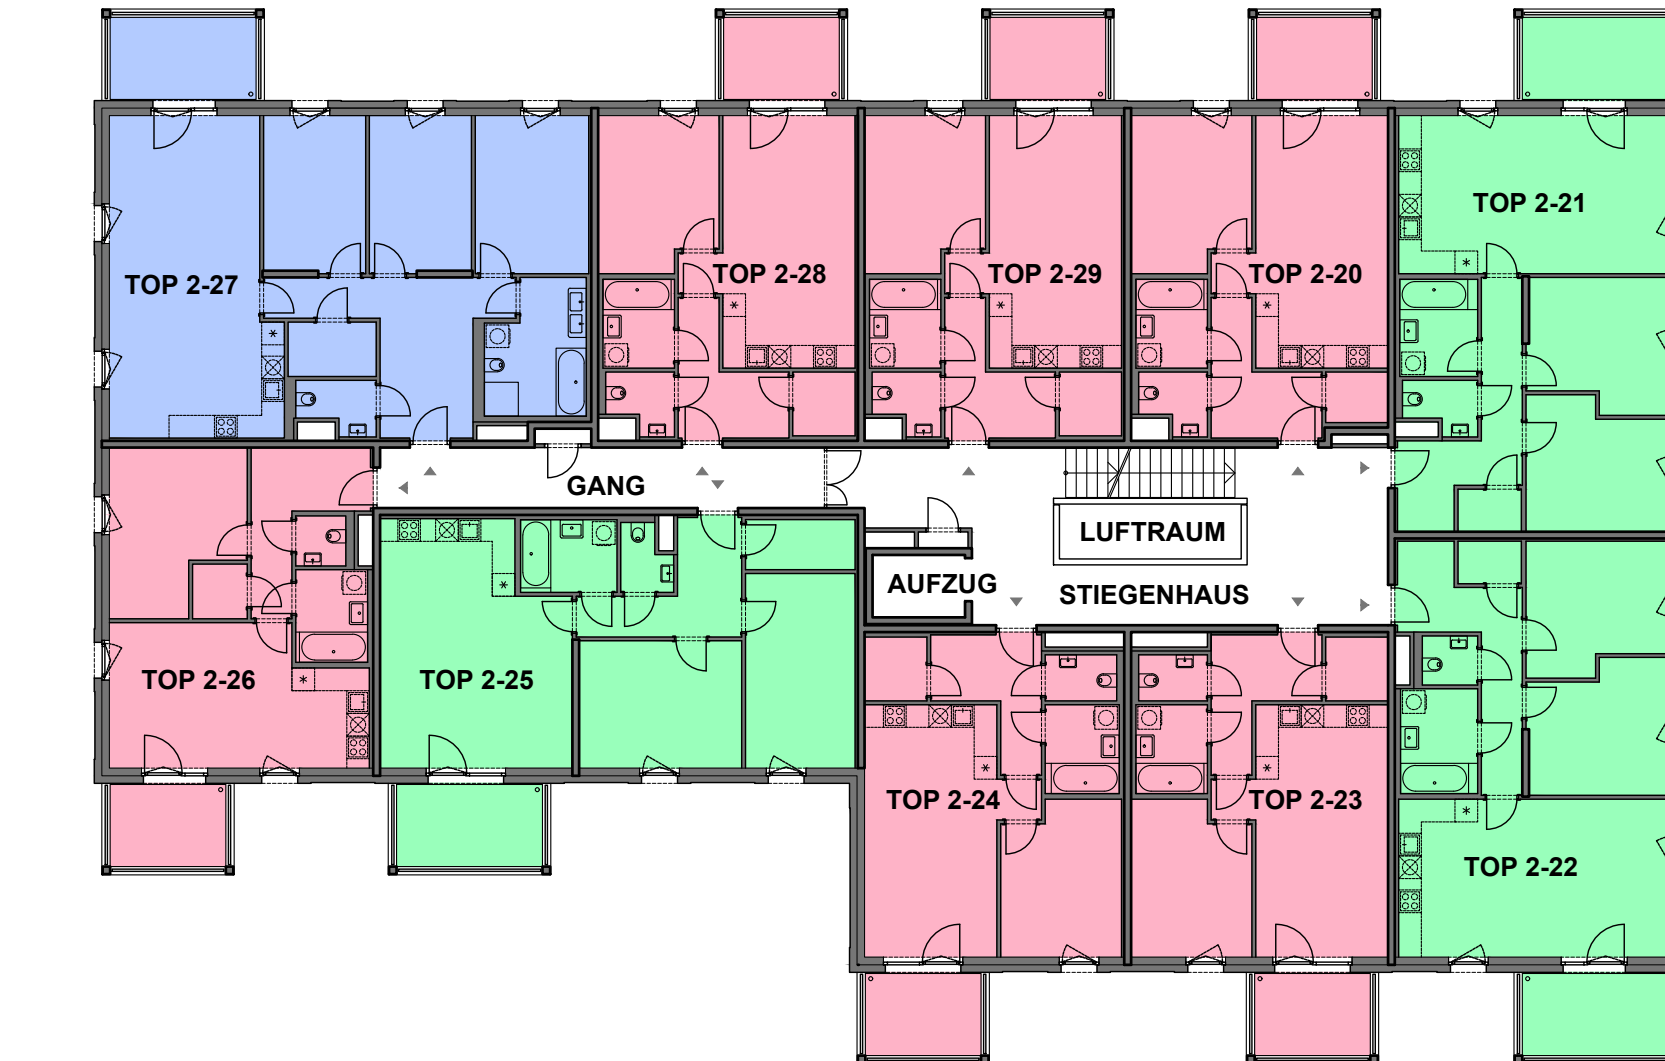 TOP 2-21
TOP 2-27
TOP 2-28
TOP 2-29
TOP 2-20
GANG
LUFTRAUM
AUFZUG
STIEGENHAUS
TOP 2-26
TOP 2-25
TOP 2-24
TOP 2-23
TOP 2-22